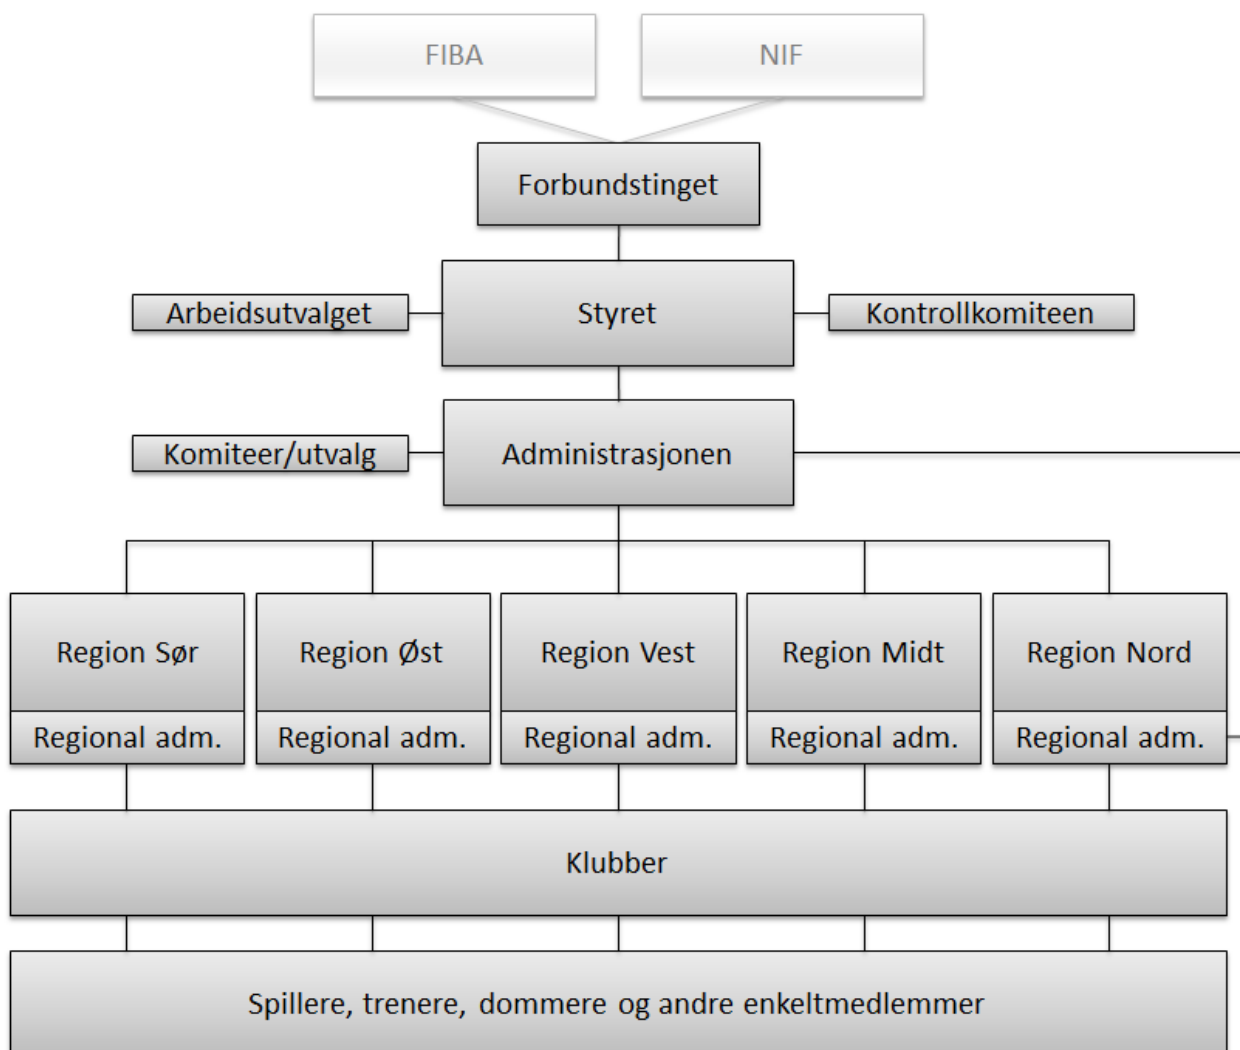 FIBA
NIF
Forbundstinget
Arbeidsutvalget
Styret
Kontrollkomiteen
Komiteer/utvalg
Administrasjonen
Region Sør
Region Øst
Region Vest
Region Midt
Region Nord
Regional adm.
Regional adm.
Regional adm.
Regional adm.
Regional adm.
Klubber
Spillere, trenere, dommere og andre enkeltmedlemmer